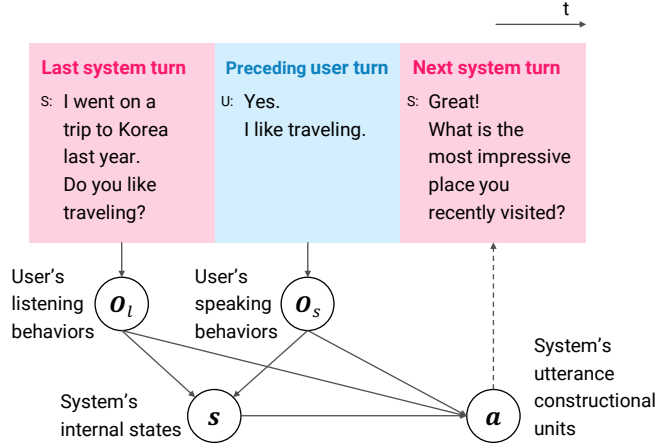 t
Last system turn
S: I went on a
trip to Korea
last year.
Do you like
traveling?
Preceding user turn
U: Yes.
I like traveling.
Next system turn
S: Great!
What is the
most impressive
place you
recently visited?
User's
listening
behaviors
O_l
User's
speaking
behaviors
O_s
System's
internal states
s
a
System's
utterance
constructional
units